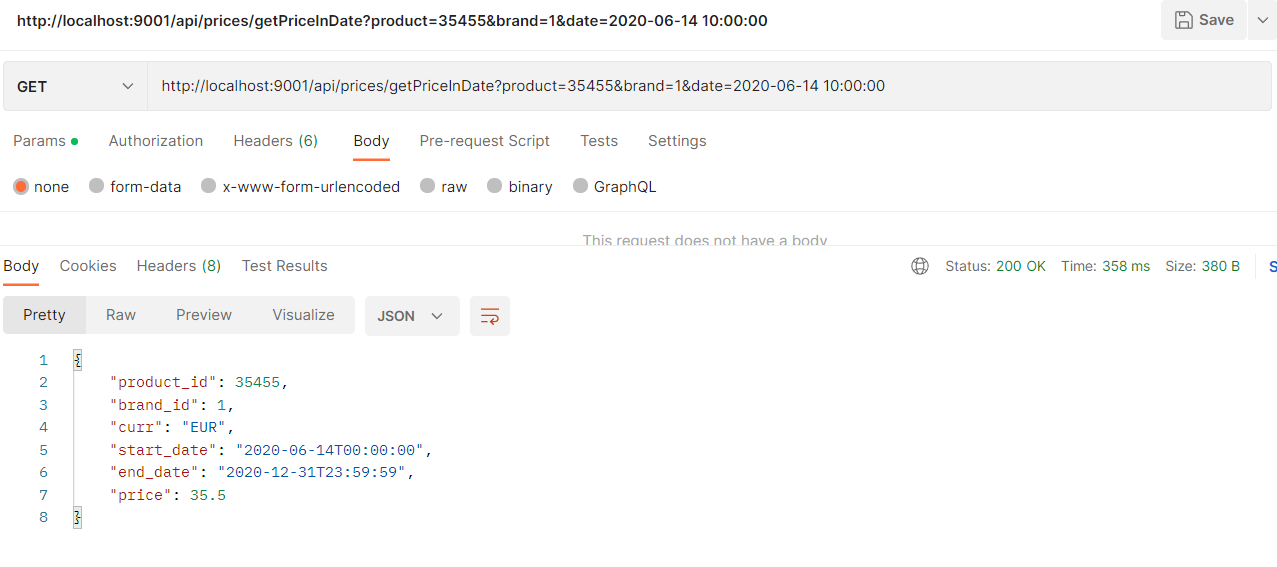 http://localhost:9001/api/prices/getPriceInDate?product=35455&brand=1&date=2020-06-14 10:00:00 Save
GET http://localhost:9001/api/prices/getPriceInDate?product=35455&brand=1&date=2020-06-14 10:00:00
Params Authorization Headers (6) Body Pre-request Script Tests Settings
none form-data x-www-form-urlencoded raw binary GraphQL
This request does not have a body
Body Cookies Headers (8) Test Results Status: 200 OK Time: 358 ms Size: 380 B S
Pretty Raw Preview Visualize JSON
1 {
2 "product_id": 35455,
3 "brand_id": 1,
4 "curr": "EUR",
5 "start_date": "2020-06-14T00:00:00",
6 "end_date": "2020-12-31T23:59:59",
7 "price": 35.5
8 }